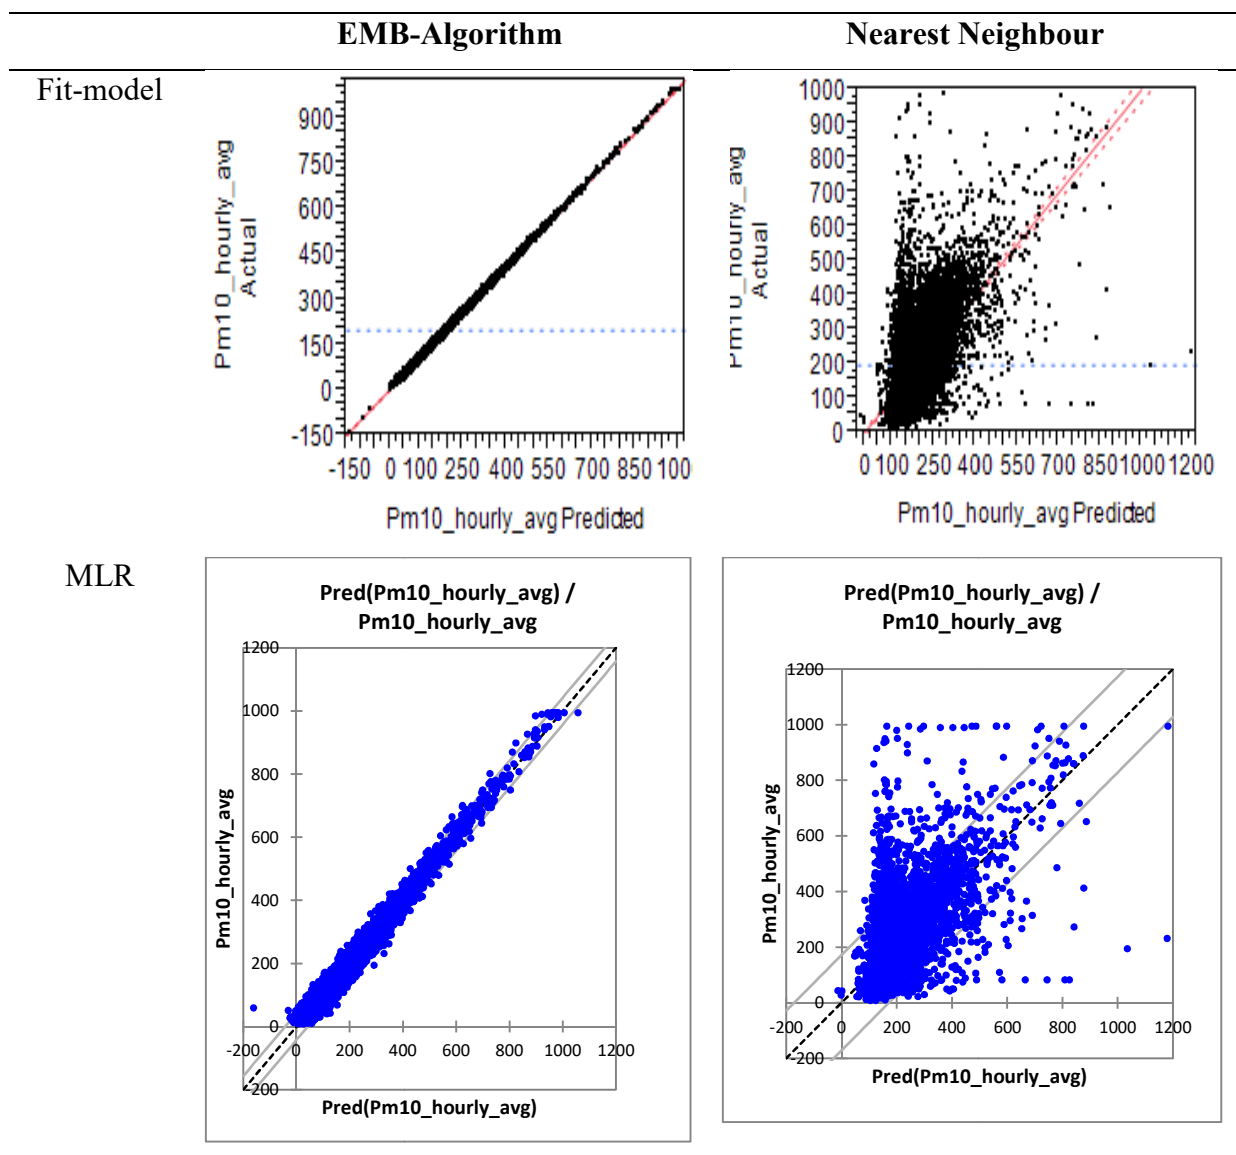 EMB-Algorithm Nearest Neighbour
Fit-model
Pm10_hourly_avg
Actual
900
750
600
450
300
150
0
-150
-150 0 100 250 400 550 700 850 100
Pm10_hourly_avg Predicted
Pm10_hourly_avg
Actual
1000
900
800
700
600
500
400
300
200
100
0
0 100 250 400 550 700 850 1000 1200
Pm10_hourly_avg Predicted
MLR
Pred(Pm10_hourly_avg) /
Pm10_hourly_avg
Pm10_hourly_avg
1200
1000
800
600
400
200
0
-200
-200 0 200 400 600 800 1000 1200
Pred(Pm10_hourly_avg)
Pred(Pm10_hourly_avg) /
Pm10_hourly_avg
Pm10_hourly_avg
1200
1000
800
600
400
200
0
-200
-200 0 200 400 600 800 1000 1200
Pred(Pm10_hourly_avg)